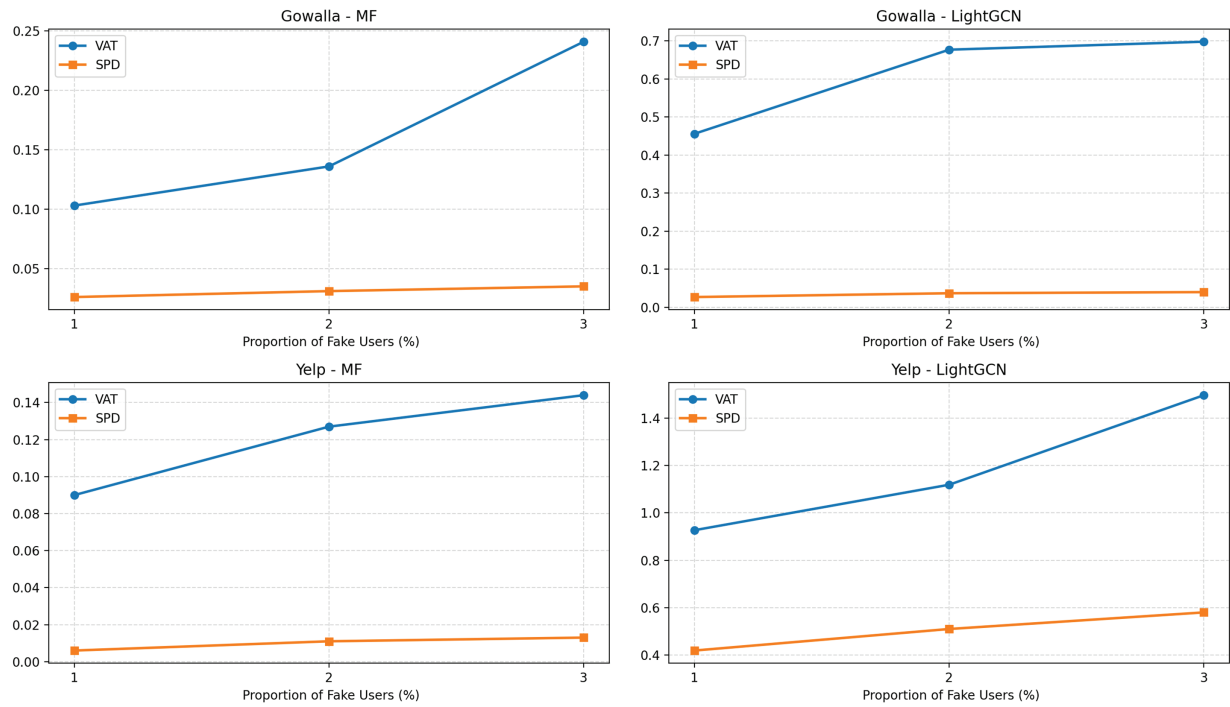 Gowalla - MF
VAT
SPD
0.25
0.20
0.15
0.10
0.05
1
2
3
Proportion of Fake Users (%)
Gowalla - LightGCN
VAT
SPD
0.7
0.6
0.5
0.4
0.3
0.2
0.1
0.0
1
2
3
Proportion of Fake Users (%)
Yelp - MF
VAT
SPD
0.14
0.12
0.10
0.08
0.06
0.04
0.02
0.00
1
2
3
Proportion of Fake Users (%)
Yelp - LightGCN
VAT
SPD
1.4
1.2
1.0
0.8
0.6
0.4
1
2
3
Proportion of Fake Users (%)